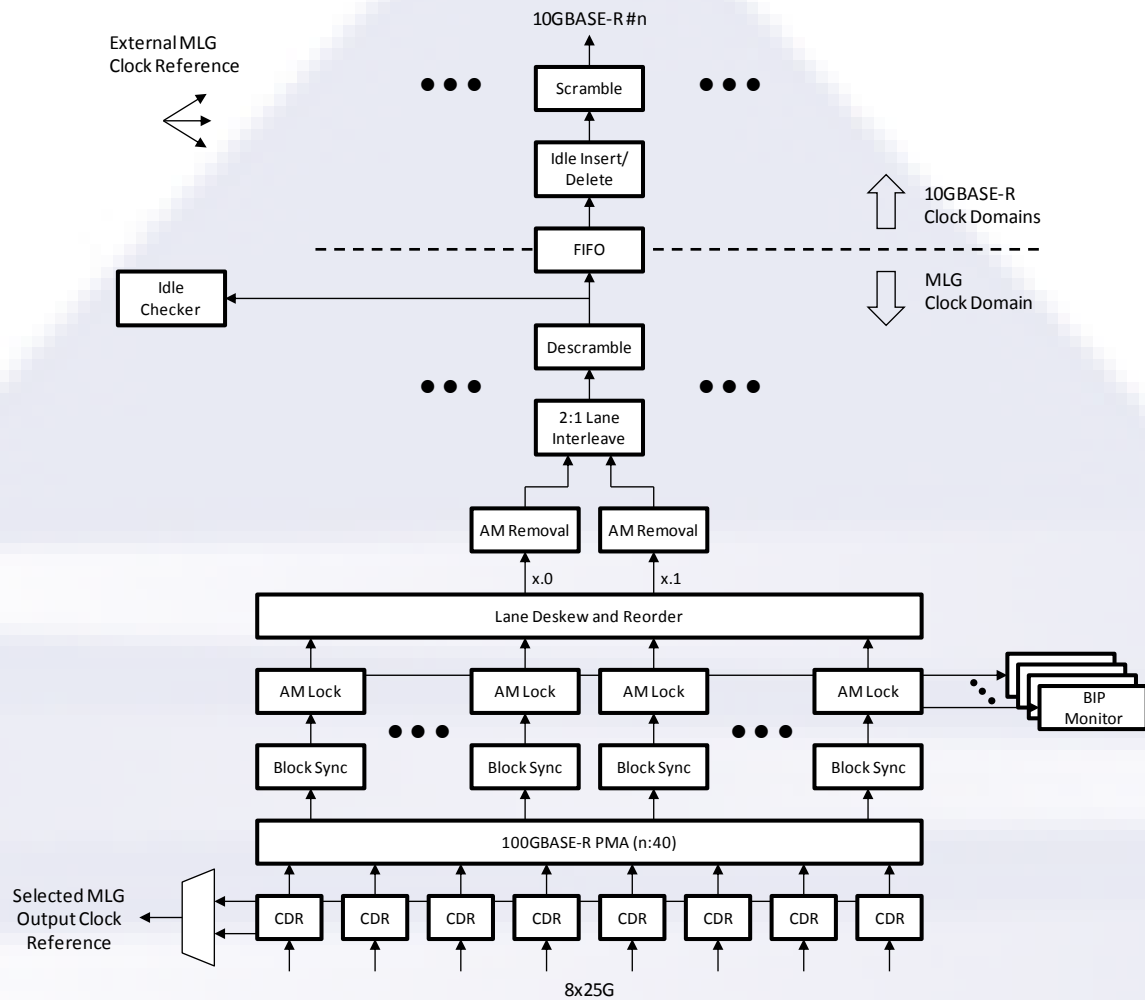 10GBASE-R #n
External MLG
Clock Reference
Scramble
Idle Insert/
Delete
10GBASE-R
Clock Domains
FIFO
Idle
Checker
MLG
Clock Domain
Descramble
2:1 Lane
Interleave
AM Removal
AM Removal
x.0
x.1
Lane Deskew and Reorder
AM Lock
AM Lock
AM Lock
AM Lock
BIP
Monitor
Block Sync
Block Sync
Block Sync
Block Sync
100GBASE-R PMA (n:40)
Selected MLG
Output Clock
Reference
CDR
CDR
CDR
CDR
CDR
CDR
CDR
CDR
8x25G